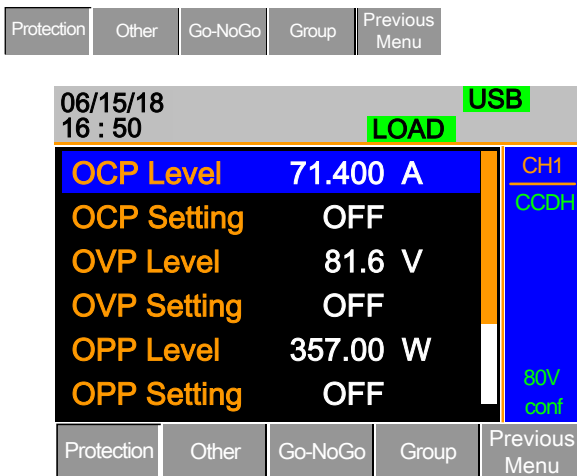 Protection Other Go-NoGo Group Previous Menu
06/15/18 USB
16 : 50 LOAD
OCP Level 71.400 A CH1
OCP Setting OFF CCDH
OVP Level 81.6 V
OVP Setting OFF
OPP Level 357.00 W
OPP Setting OFF 80V conf
Protection Other Go-NoGo Group Previous Menu